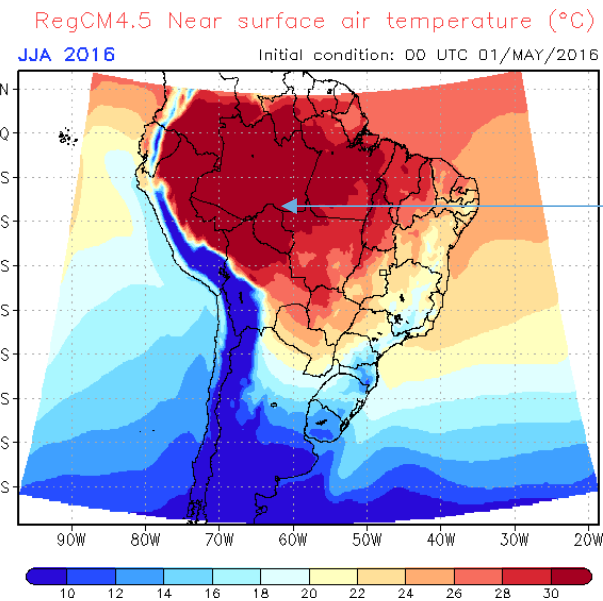 RegCM4.5 Near surface air temperature (°C)
JJA 2016
Initial condition: 00 UTC 01/MAY/2016
N
Q
S
S
S
S
S
S
S
S
90W 80W 70W 60W 50W 40W 30W 20W
10 12 14 16 18 20 22 24 26 28 30